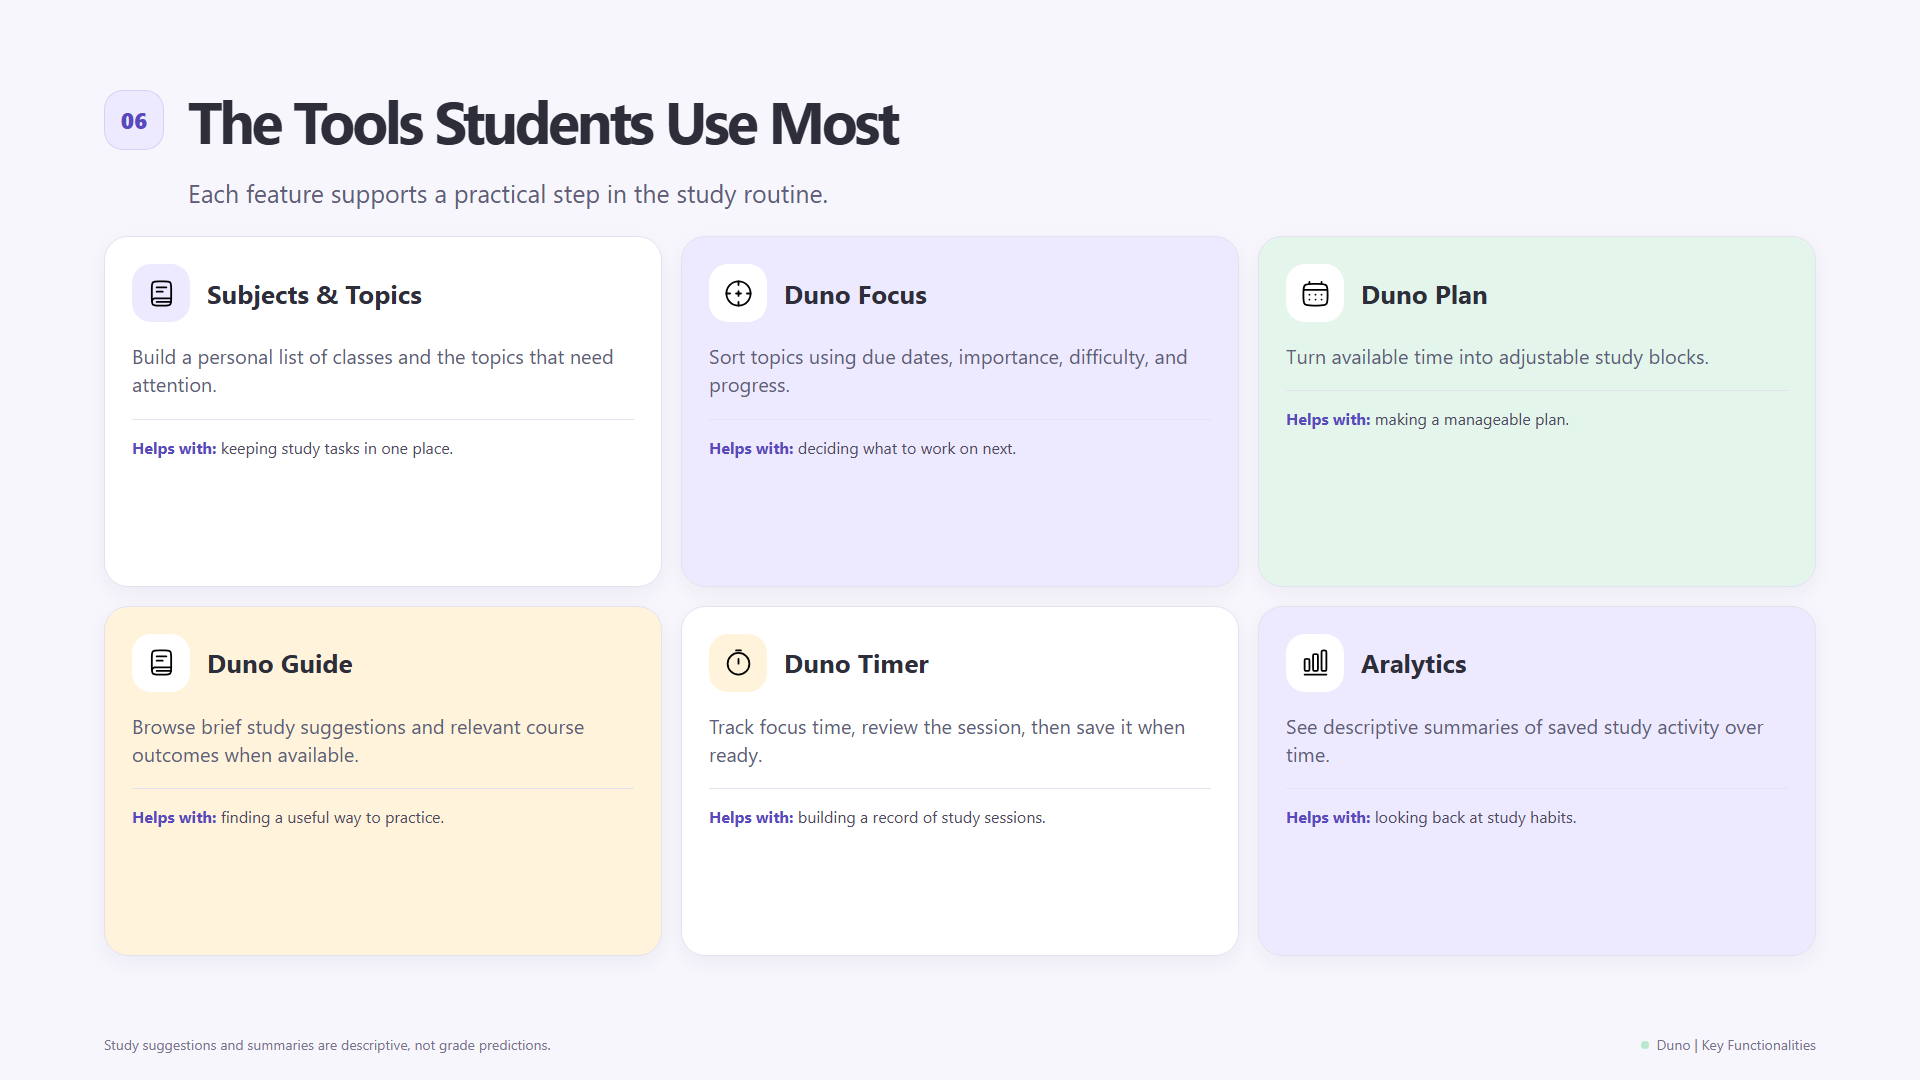 06
The Tools Students Use Most
Each feature supports a practical step in the study routine.
Subjects & Topics
Build a personal list of classes and the topics that need
attention.
Helps with: keeping study tasks in one place.
Duno Focus
Sort topics using due dates, importance, difficulty, and
progress.
Helps with: deciding what to work on next.
Duno Plan
Turn available time into adjustable study blocks.
Helps with: making a manageable plan.
Duno Guide
Browse brief study suggestions and relevant course
outcomes when available.
Helps with: finding a useful way to practice.
Duno Timer
Track focus time, review the session, then save it when
ready.
Helps with: building a record of study sessions.
Aralytics
See descriptive summaries of saved study activity over
time.
Helps with: looking back at study habits.
Study suggestions and summaries are descriptive, not grade predictions.
Duno | Key Functionalities